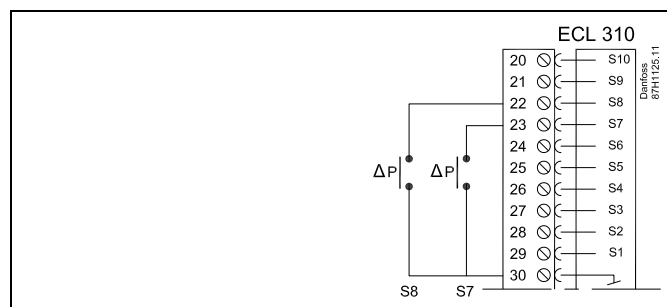 ECL 310
20 S10
21 S9
22 S8
23 S7
24 S6
25 S5
26 S4
27 S3
28 S2
29 S1
30
ΔP ΔP
S8 S7
Danfoss
87H1125.11